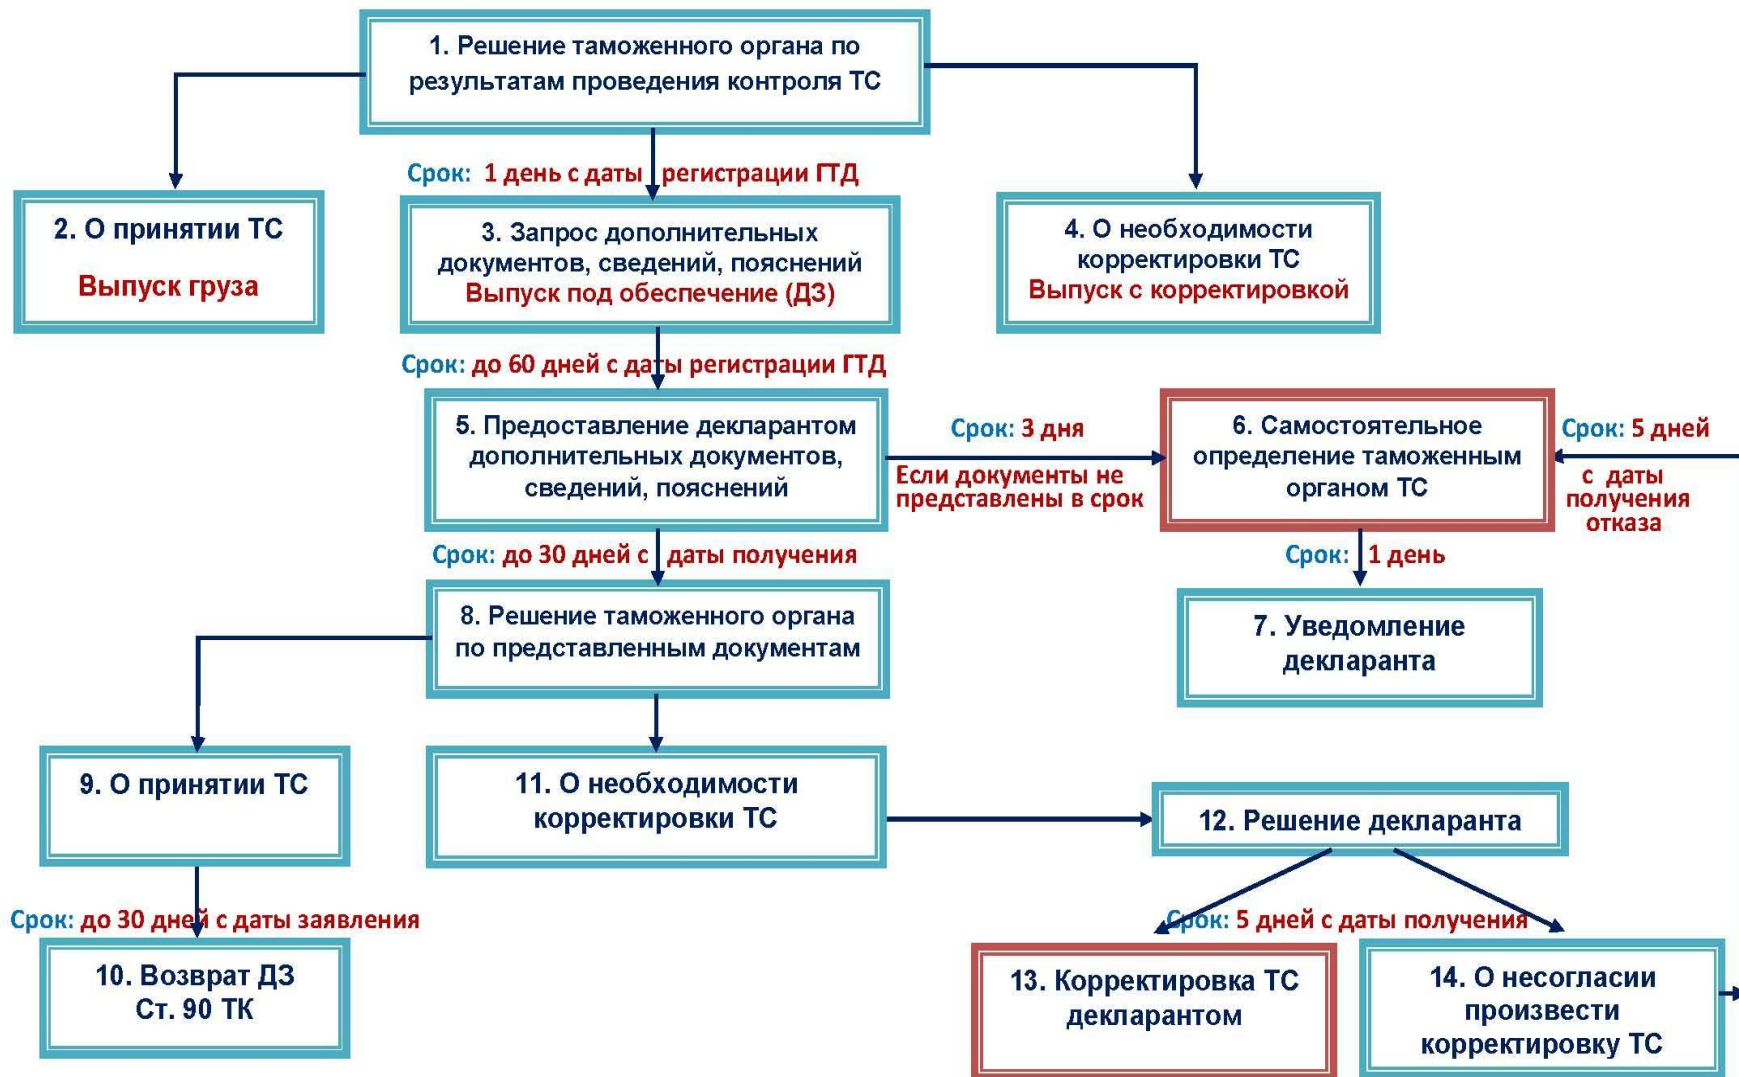 1. Решение таможенного органа по
результатам проведения контроля ТС
Срок: 1 день с даты регистрации ГТД
2. О принятии ТС
Выпуск груза
3. Запрос дополнительных
документов, сведений, пояснений
Выпуск под обеспечение (ДЗ)
4. О необходимости
корректировки ТС
Выпуск с корректировкой
Срок: до 60 дней с даты регистрации ГТД
5. Предоставление декларантом
дополнительных документов,
сведений, пояснений
Срок: 3 дня
Если документы не
представлены в срок
6. Самостоятельное
определение таможенным
органом ТС
Срок: 5 дней
с даты
получения
отказа
Срок: до 30 дней с даты получения
Срок: 1 день
8. Решение таможенного органа
по представленным документам
7. Уведомление
декларанта
9. О принятии ТС
11. О необходимости
корректировки ТС
12. Решение декларанта
Срок: до 30 дней с даты заявления
Срок: 5 дней с даты получения
10. Возврат ДЗ
Ст. 90 ТК
13. Корректировка ТС
декларантом
14. О несогласии
произвести
корректировку ТС